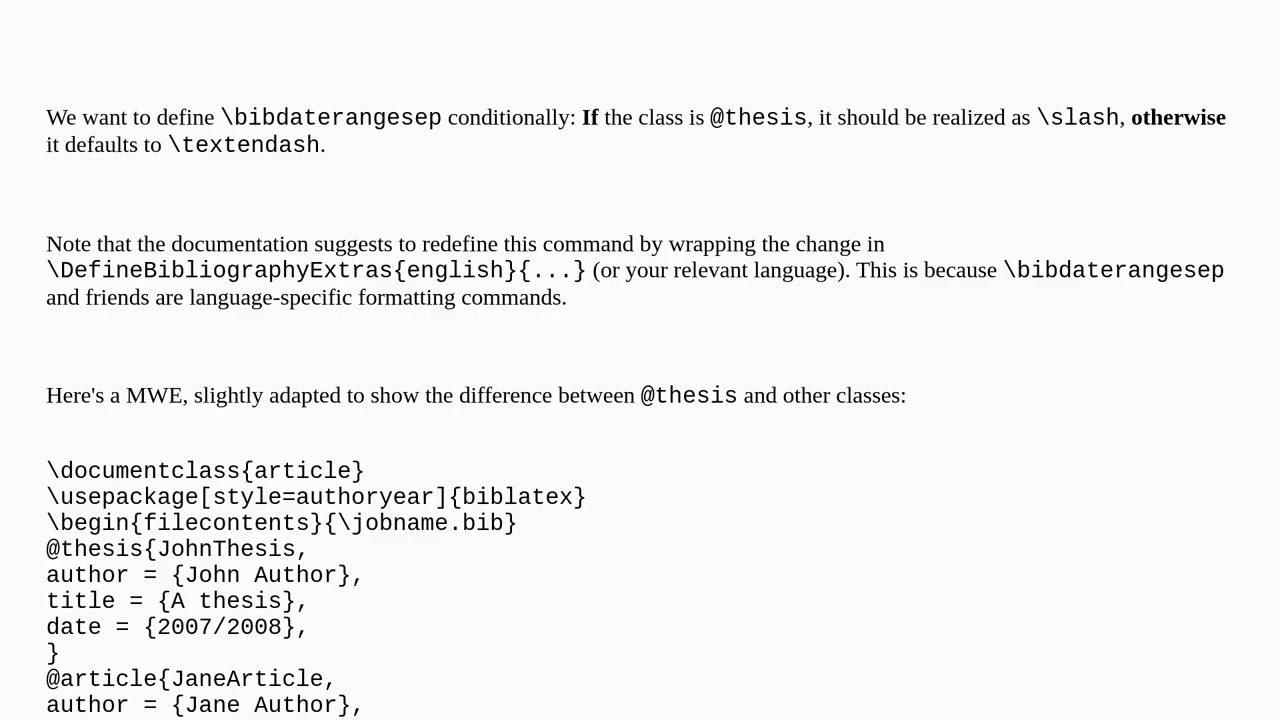 We want to define \bibdaterangesep conditionally: If the class is @thesis, it should be realized as \slash, otherwise
it defaults to \textendash.
Note that the documentation suggests to redefine this command by wrapping the change in
\DefineBibliographyExtras{english}{...} (or your relevant language). This is because \bibdaterangesep
and friends are language-specific formatting commands.
Here's a MWE, slightly adapted to show the difference between @thesis and other classes:
\documentclass{article}
\usepackage[style=authoryear]{biblatex}
\begin{filecontents}{\jobname.bib}
@thesis{JohnThesis,
author = {John Author},
title = {A thesis},
date = {2007/2008},
}
@article{JaneArticle,
author = {Jane Author},